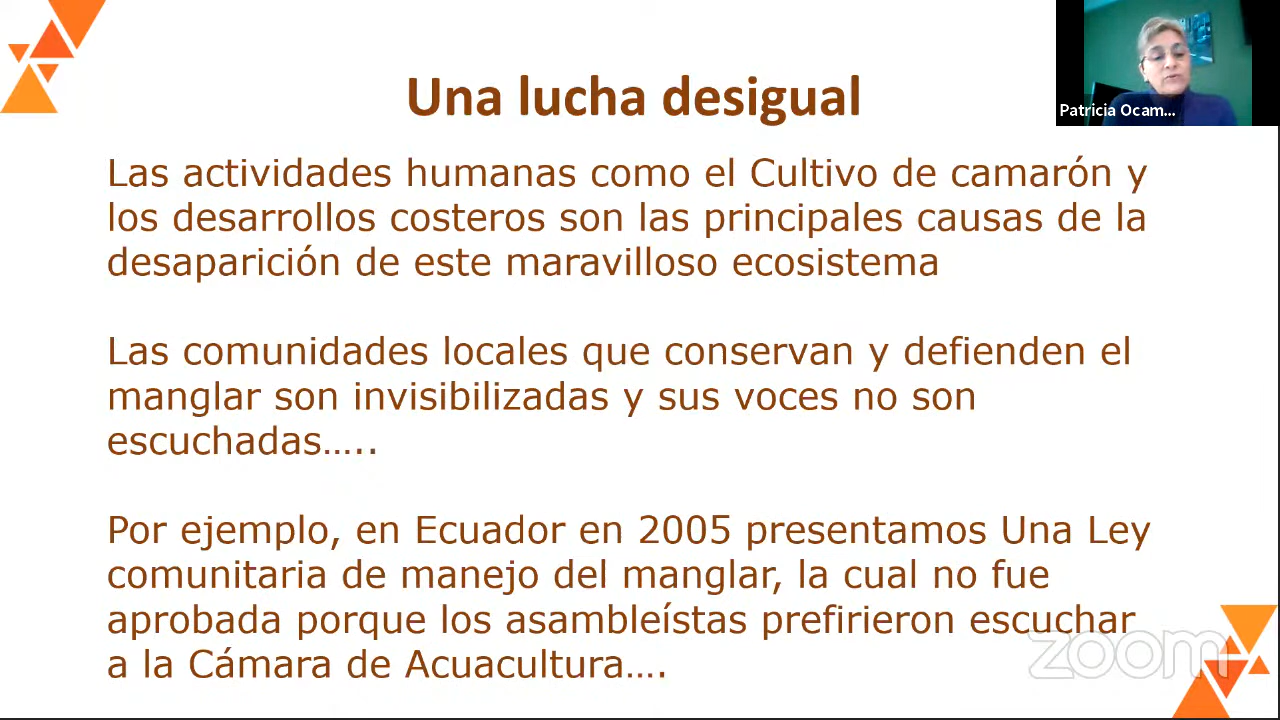 Una lucha desigual
Patricia Ocam...
Las actividades humanas como el Cultivo de camarón y
los desarrollos costeros son las principales causas de la
desaparición de este maravilloso ecosistema
Las comunidades locales que conservan y defienden el
manglar son invisibilizadas y sus voces no son
escuchadas…..
Por ejemplo, en Ecuador en 2005 presentamos Una Ley
comunitaria de manejo del manglar, la cual no fue
aprobada porque los asambleístas prefirieron escuchar
a la Cámara de Acuacultura….
zoom